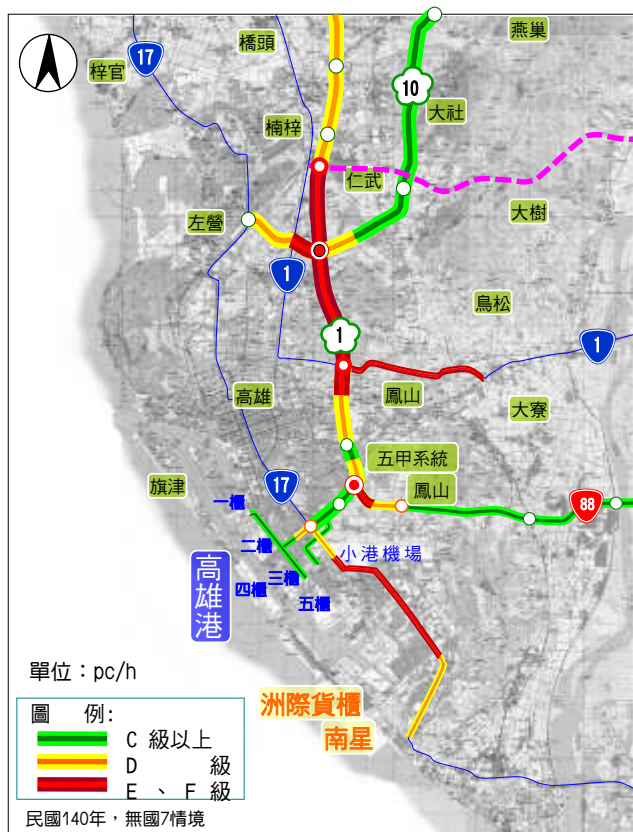 燕巢
橋頭
17
梓官
10
大社
楠梓
仁武
大樹
左營
1
鳥松
1
1
高雄
鳳山
大寮
五甲系統
旗津
17
鳳山
88
一櫃
二櫃
小港機場
三櫃
四櫃
五櫃
高雄港
單位：pc/h
洲際貨櫃
南星
圖 例:
C 級以上
D 級
E 、 F 級
民國140年，無國7情境